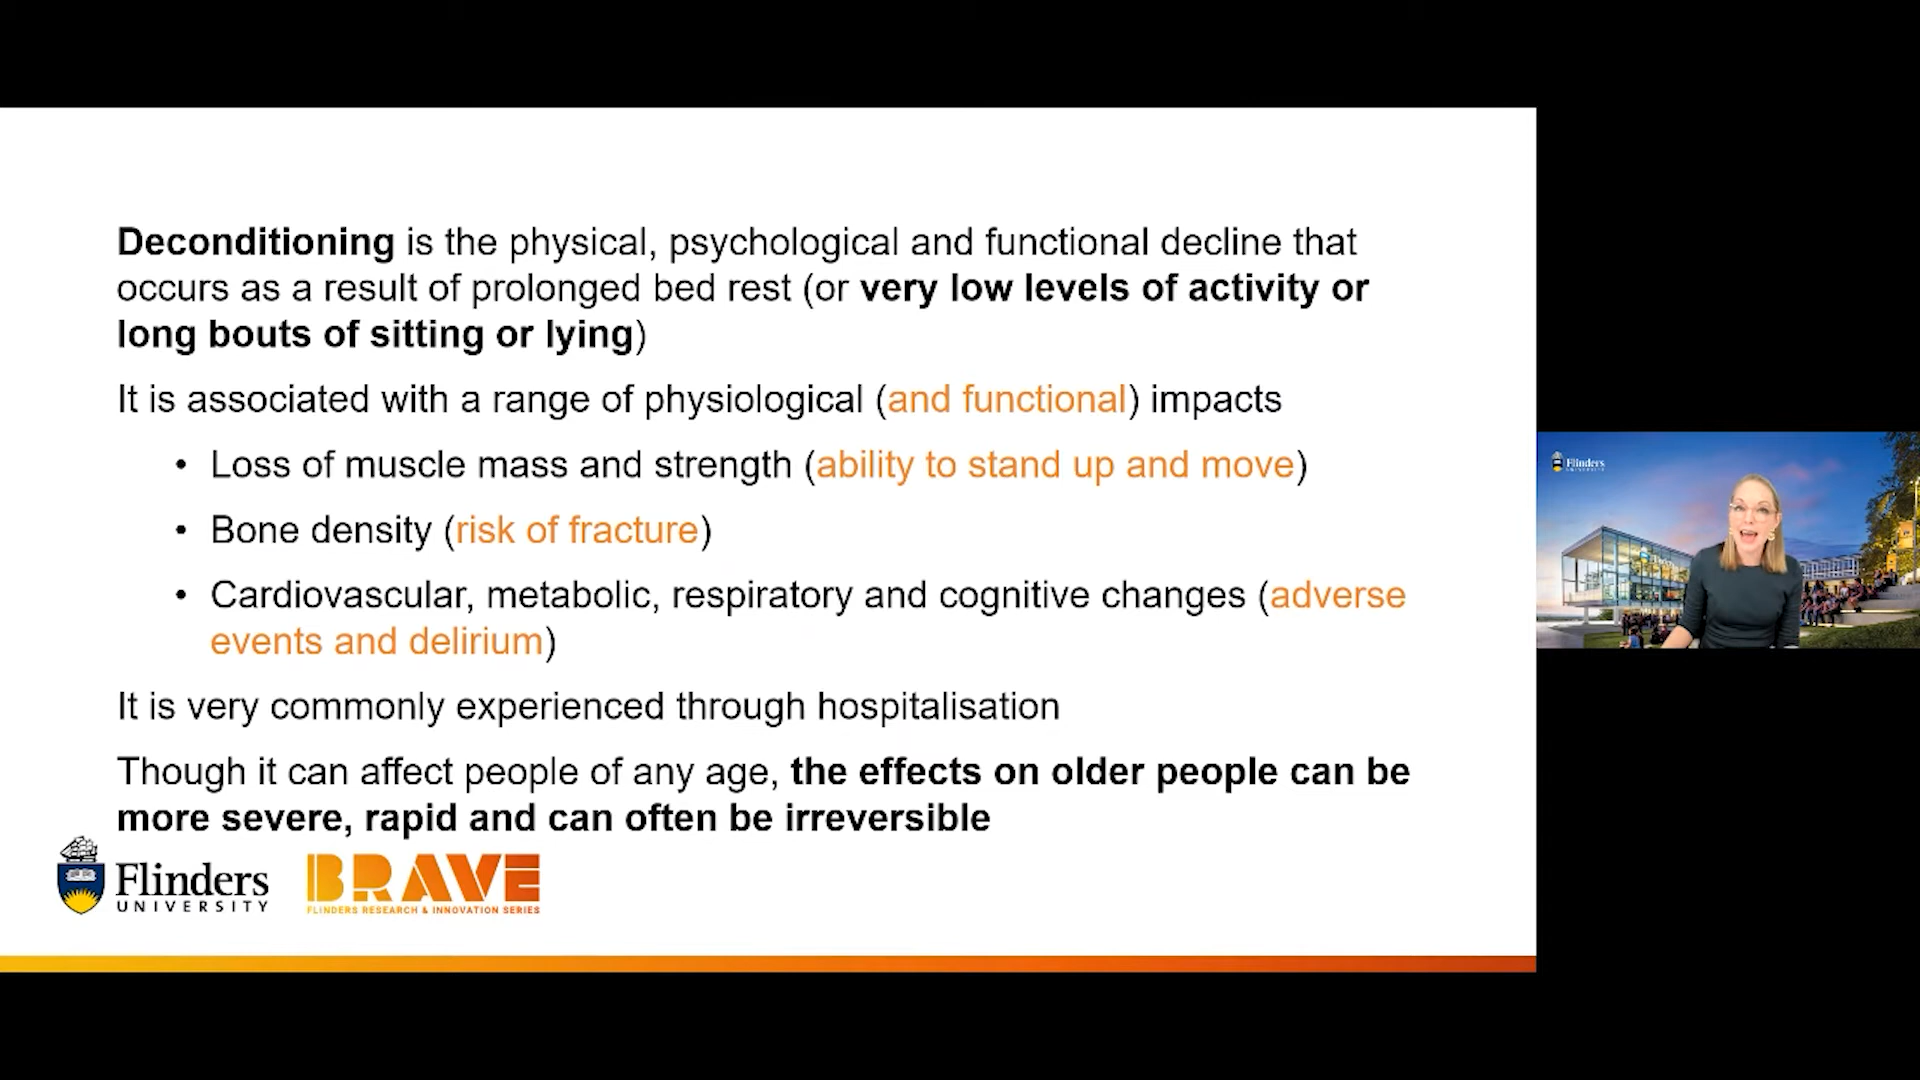 Deconditioning is the physical, psychological and functional decline that
occurs as a result of prolonged bed rest (or very low levels of activity or
long bouts of sitting or lying)
It is associated with a range of physiological (and functional) impacts
• Loss of muscle mass and strength (ability to stand up and move)
• Bone density (risk of fracture)
• Cardiovascular, metabolic, respiratory and cognitive changes (adverse
events and delirium)
It is very commonly experienced through hospitalisation
Though it can affect people of any age, the effects on older people can be
more severe, rapid and can often be irreversible
Flinders
UNIVERSITY
BRAVE
FLINDERS RESEARCH & INNOVATION SERIES
Flinders
UNIVERSITY